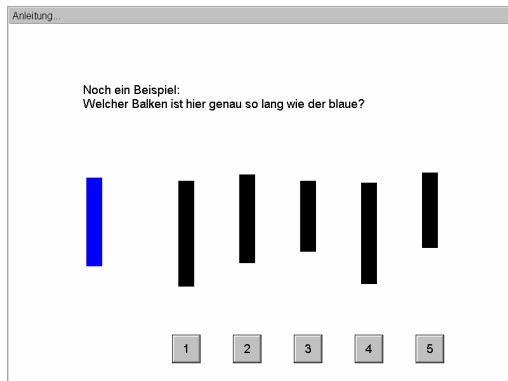 Anleitung...
Noch ein Beispiel:
Welcher Balken ist hier genau so lang wie der blaue?
1 2 3 4 5